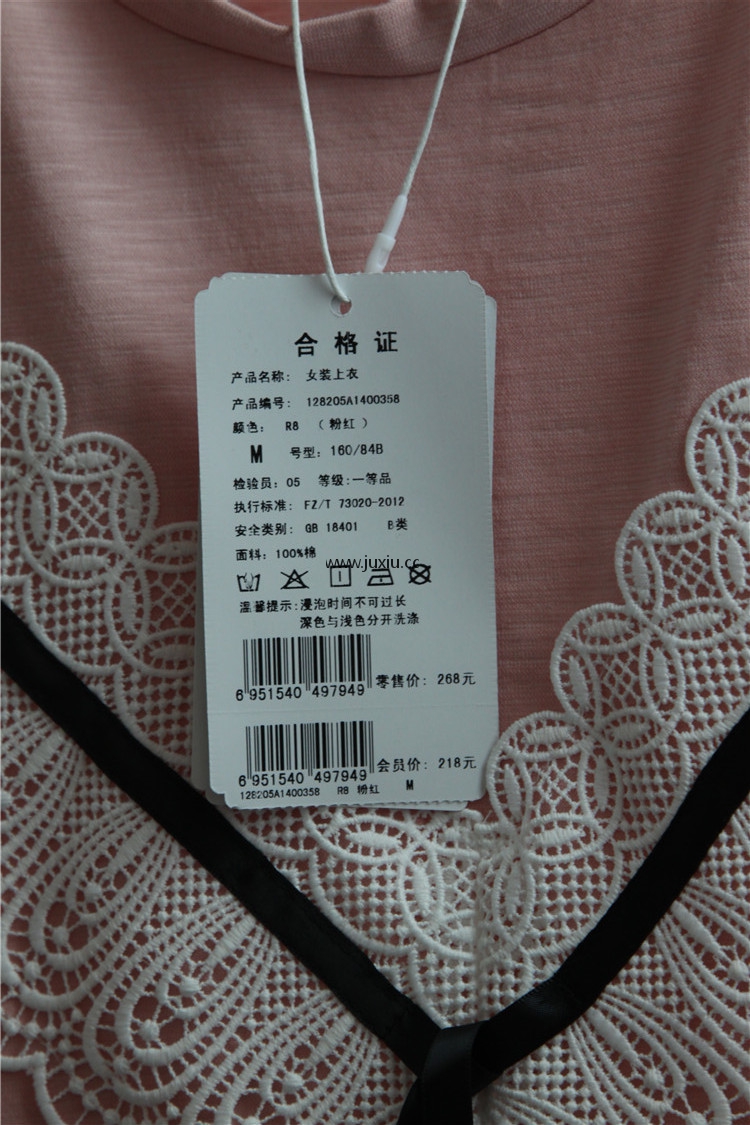 合格证
产品名称: 女装上衣
产品编号: 128205A1400358
颜色: R8 (粉红)
M 号型: 160/84B
检验员: 05 等级:一等品
执行标准: FZ/T 73020-2012
安全类别: GB 18401 B类
面料: 100%棉
www.juxiu.cc
温馨提示:浸泡时间不可过长
深色与浅色分开洗涤
6 951540 497949 零售价: 268元
6 951540 497949 会员价: 218元
128205A1400358 R8 粉红 M